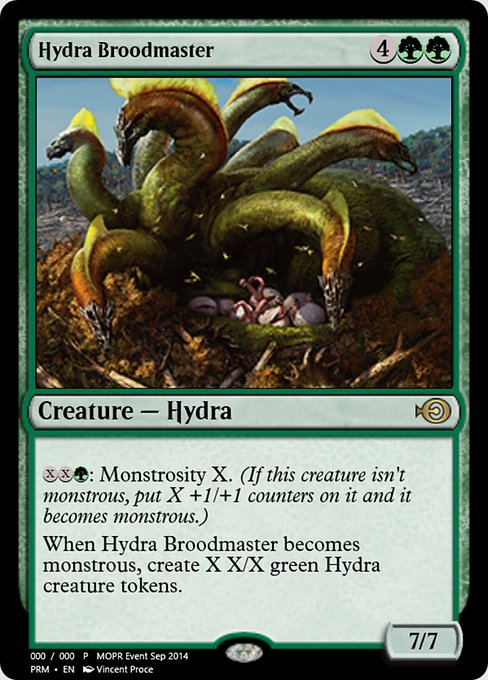 Hydra Broodmaster 4
Creature — Hydra
XX: Monstrosity X. (If this creature isn't
monstrous, put X +1/+1 counters on it and it
becomes monstrous.)
When Hydra Broodmaster becomes
monstrous, create X X/X green Hydra
creature tokens.
7/7
000 / 000 P MOPR Event Sep 2014
PRM • EN Vincent Proce